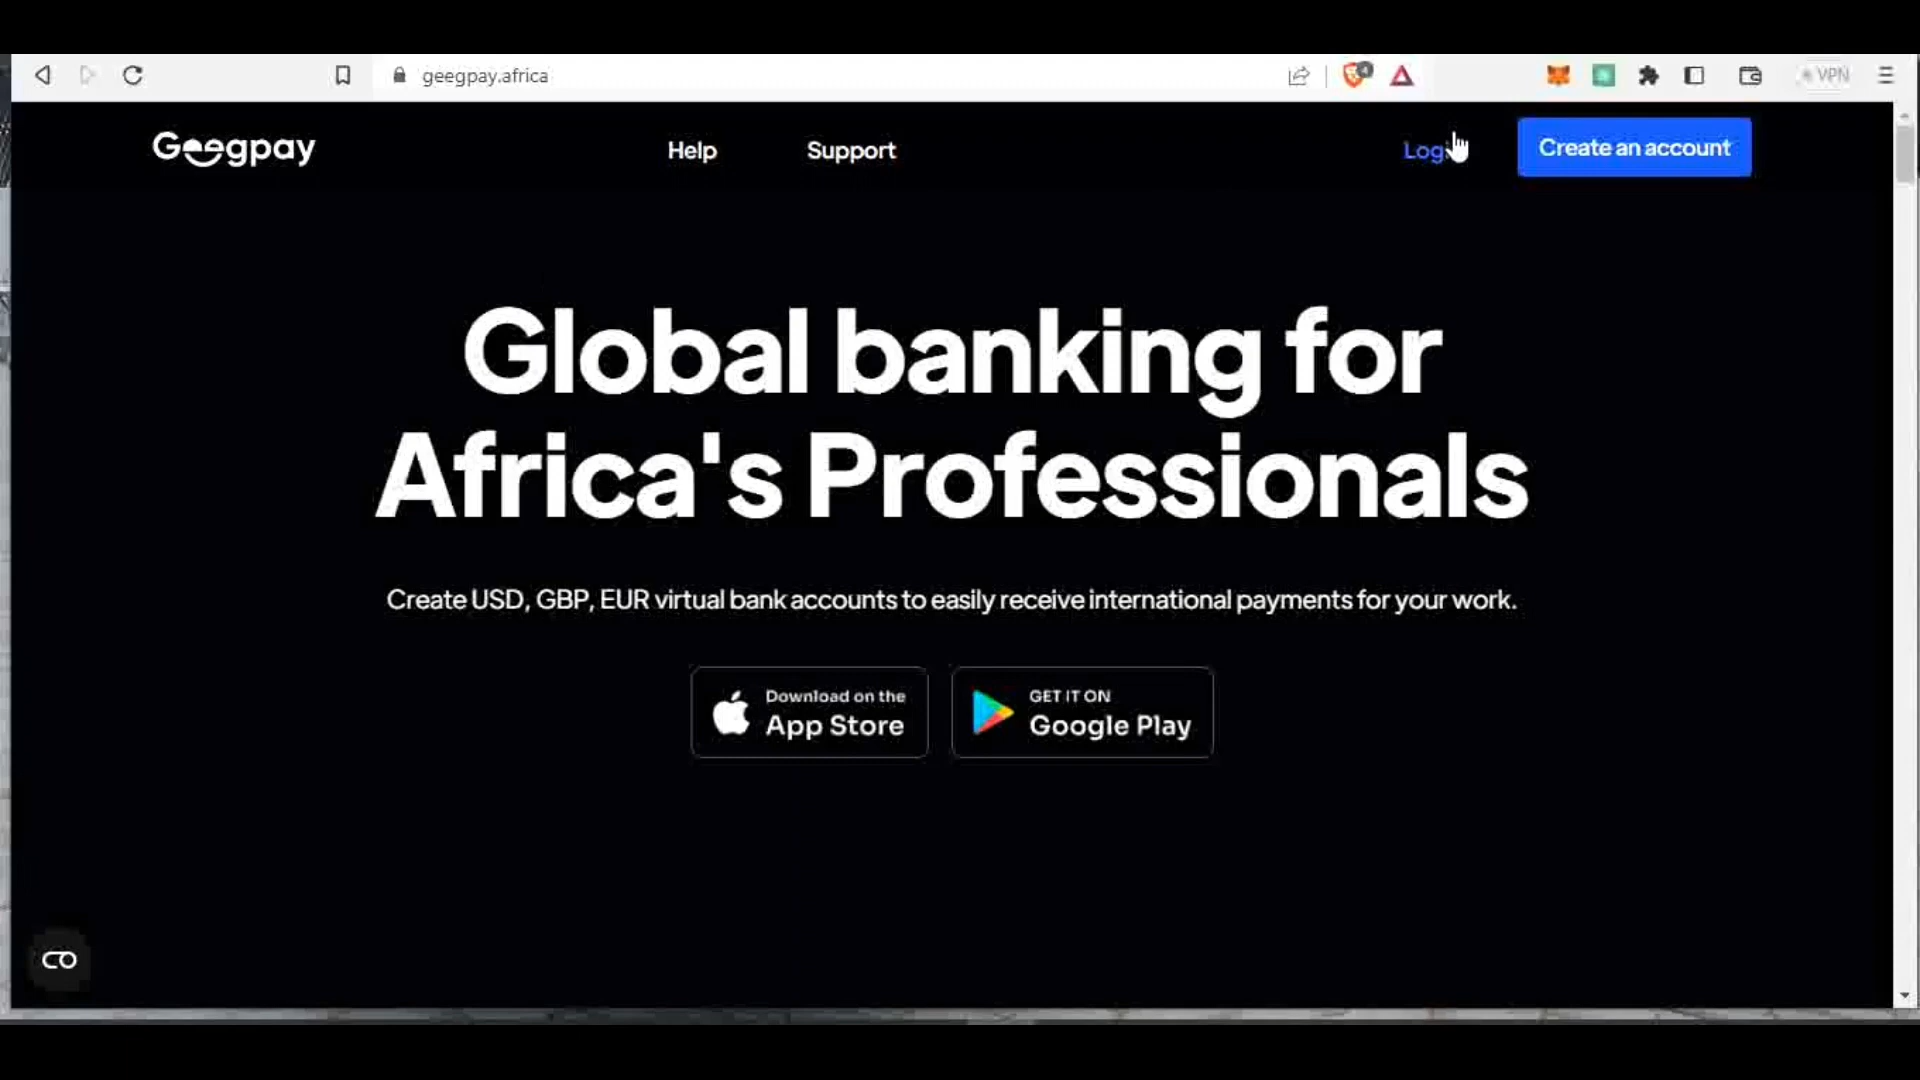 geegpay.africa
VPN
Geegpay
Help
Support
Log
Create an account
Global banking for
Africa's Professionals
Create USD, GBP, EUR virtual bank accounts to easily receive international payments for your work.
Download on the
App Store
GET IT ON
Google Play